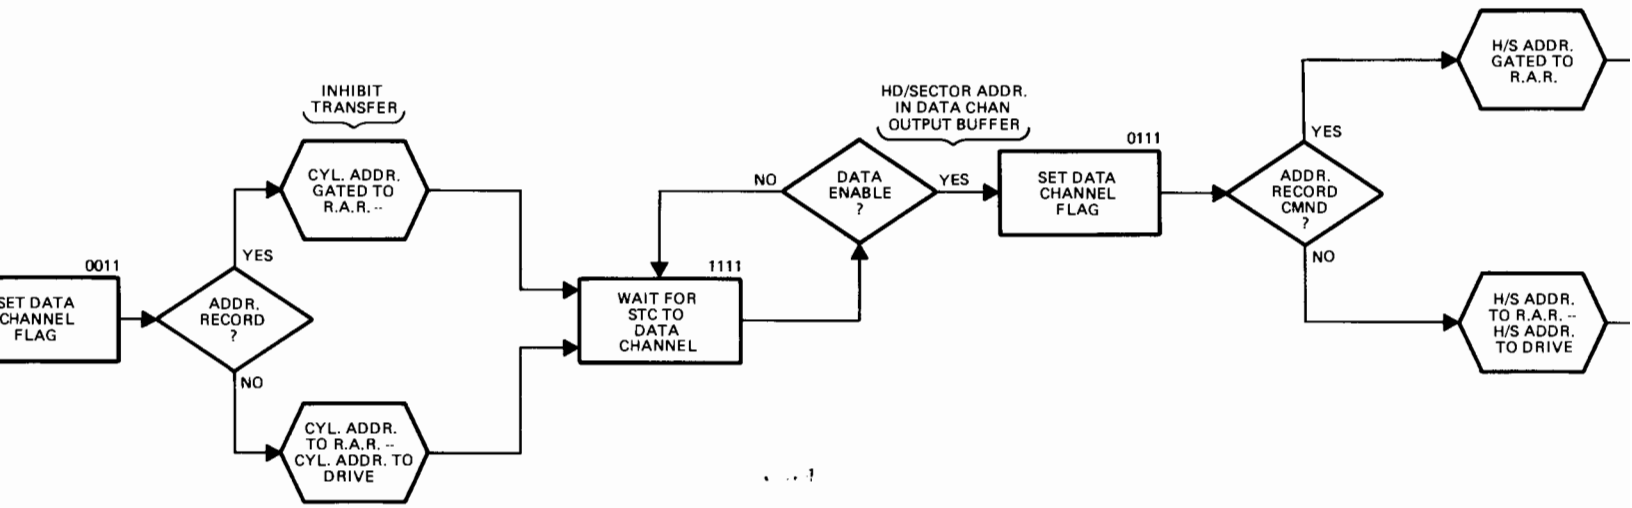 0011
SET DATA
CHANNEL
FLAG
ADDR.
RECORD
?
YES
NO
INHIBIT
TRANSFER
CYL. ADDR.
GATED TO
R.A.R. --
CYL. ADDR.
TO R.A.R. --
CYL. ADDR. TO
DRIVE
1111
WAIT FOR
STC TO
DATA
CHANNEL
NO
DATA
ENABLE
?
YES
HD/SECTOR ADDR.
IN DATA CHAN
OUTPUT BUFFER
0111
SET DATA
CHANNEL
FLAG
ADDR.
RECORD
CMND
?
YES
NO
H/S ADDR.
GATED TO
R.A.R.
H/S ADDR.
TO R.A.R. --
H/S ADDR.
TO DRIVE